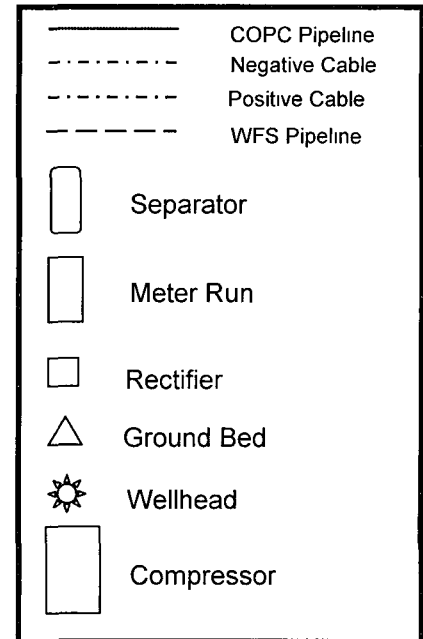 COPC Pipeline
Negative Cable
Positive Cable
WFS Pipeline
Separator
Meter Run
Rectifier
Ground Bed
Wellhead
Compressor